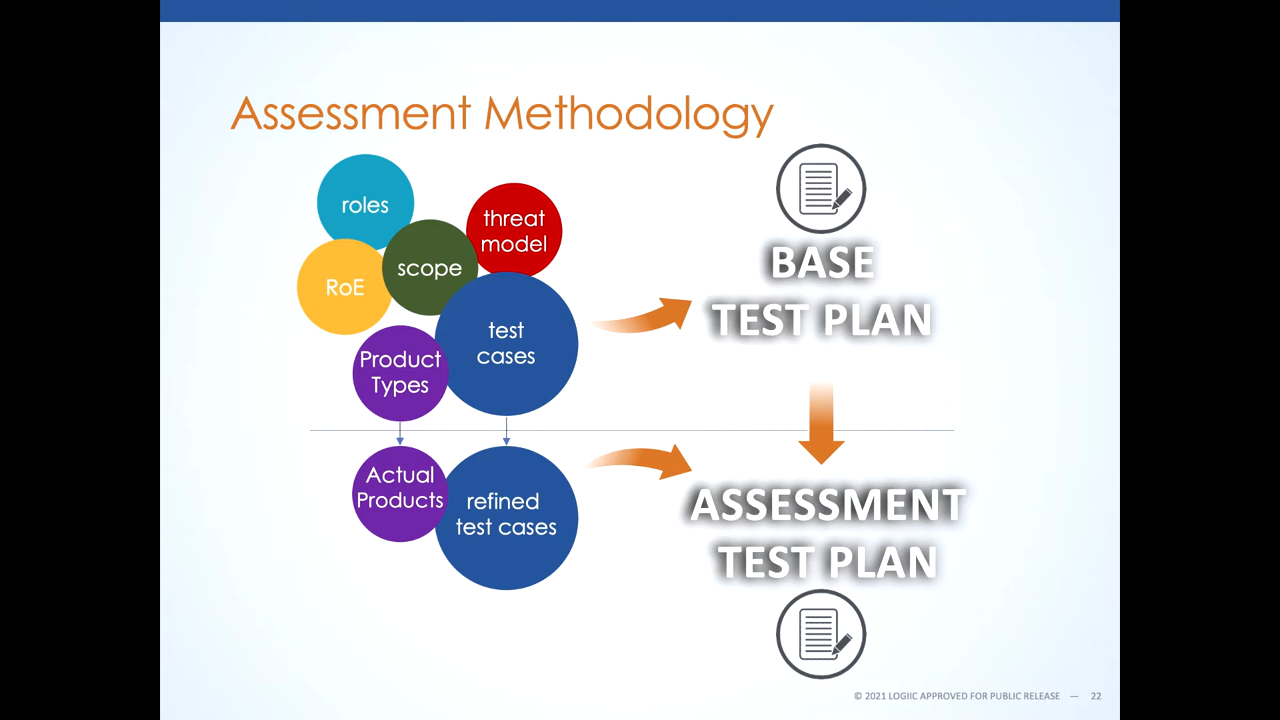 Assessment Methodology
roles
threat
model
scope
RoE
test
cases
Product
Types
BASE
TEST PLAN
Actual
Products
refined
test cases
ASSESSMENT
TEST PLAN
© 2021 LOGIIC APPROVED FOR PUBLIC RELEASE — 22